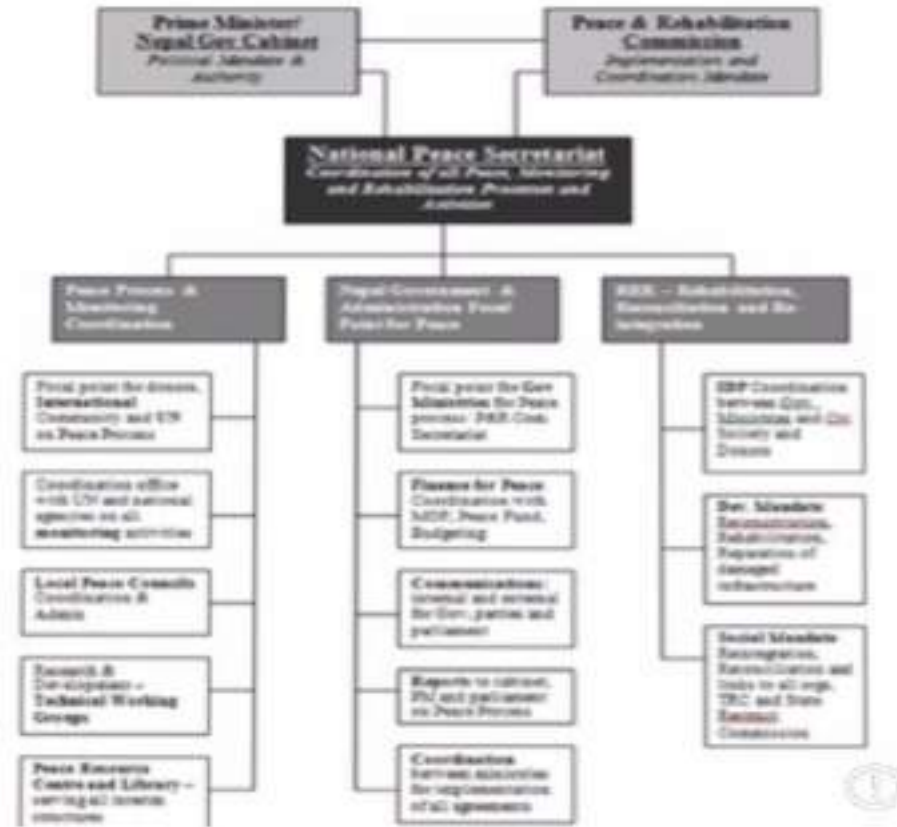 Prime Minister/
Nepal Gov Cabinet
Political Mandate &
Authority
Peace & Rehabilitation
Commission
Implementation and
Coordination Mandate
National Peace Secretariat
Coordination of all Peace, Monitoring
and Rehabilitation Processes and
Activities
Peace Process &
Monitoring
Coordination
Focal point for donors,
International
Community and UN
on Peace Process
Coordination office
with UN and national
agencies on all
monitoring activities
Local Peace Councils
Coordination &
Admin
Research &
Development –
Technical Working
Groups
Peace Resource
Centre and Library –
serving all interim
structures
Nepal Government &
Administration Focal
Point for Peace
Focal point for Gov
Ministries for Peace
process: P&R Com.
Secretariat
Finance for Peace
Coordination with
Peace Fund,
Budgeting
Communications:
internal and external
for Gov, parties and
parliament
Reports to cabinet,
PM and parliament
on Peace Process
Coordination
between ministries
for implementation
of all agreements
RRR – Rehabilitation,
Reconciliation and Re-
integration
Coordination
between Gov.
Ministries and Civ.
Society and
Donors
Dev. Mandate
Reconstruction,
Rehabilitation,
Reparation of
damaged
infrastructure
Social Mandate
Reintegration,
Reconciliation and
links to all orgs,
TRC and State
Commission